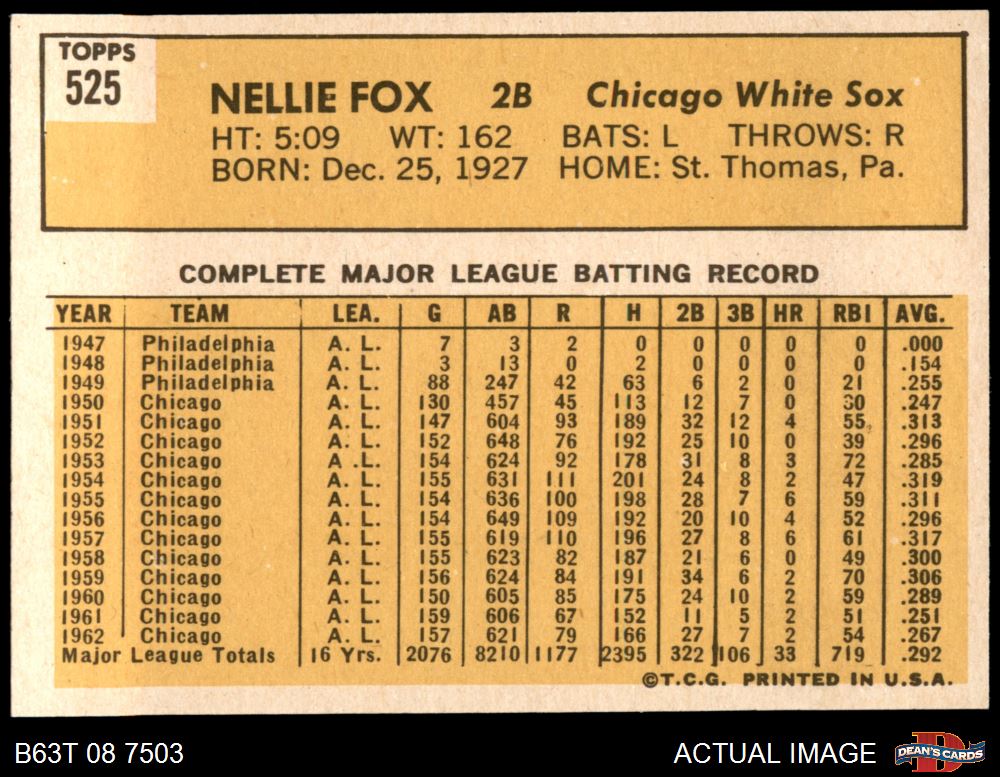 TOPPS
525
NELLIE FOX 2B Chicago White Sox
HT: 5:09 WT: 162 BATS: L THROWS: R
BORN: Dec. 25, 1927 HOME: St. Thomas, Pa.
COMPLETE MAJOR LEAGUE BATTING RECORD
YEAR TEAM LEA. G AB R H 2B 3B HR RBI AVG.
1947 Philadelphia A. L. 7 3 2 0 0 0 0 0 .000
1948 Philadelphia A. L. 3 13 0 2 0 0 0 0 .154
1949 Philadelphia A. L. 88 247 42 63 6 2 0 21 .255
1950 Chicago A. L. 130 457 45 113 12 7 0 30 .247
1951 Chicago A. L. 147 604 93 189 32 12 4 55 .313
1952 Chicago A. L. 152 648 76 192 25 10 0 39 .296
1953 Chicago A .L. 154 624 92 178 31 8 3 72 .285
1954 Chicago A. L. 155 631 111 201 24 8 2 47 .319
1955 Chicago A. L. 154 636 100 198 28 7 6 59 .311
1956 Chicago A. L. 154 649 109 192 20 10 4 52 .296
1957 Chicago A. L. 155 619 110 196 27 8 6 61 .317
1958 Chicago A. L. 155 623 82 187 21 6 0 49 .300
1959 Chicago A. L. 156 624 84 191 34 6 2 70 .306
1960 Chicago A. L. 150 605 85 175 24 10 2 59 .289
1961 Chicago A. L. 159 606 67 152 11 5 2 51 .251
1962 Chicago A. L. 157 621 79 166 27 7 2 54 .267
Major League Totals 16 Yrs. 2076 8210 1177 2395 322 106 33 719 .292
©T.C.G. PRINTED IN U.S.A.
B63T 08 7503 ACTUAL IMAGE DEAN'S CARDS